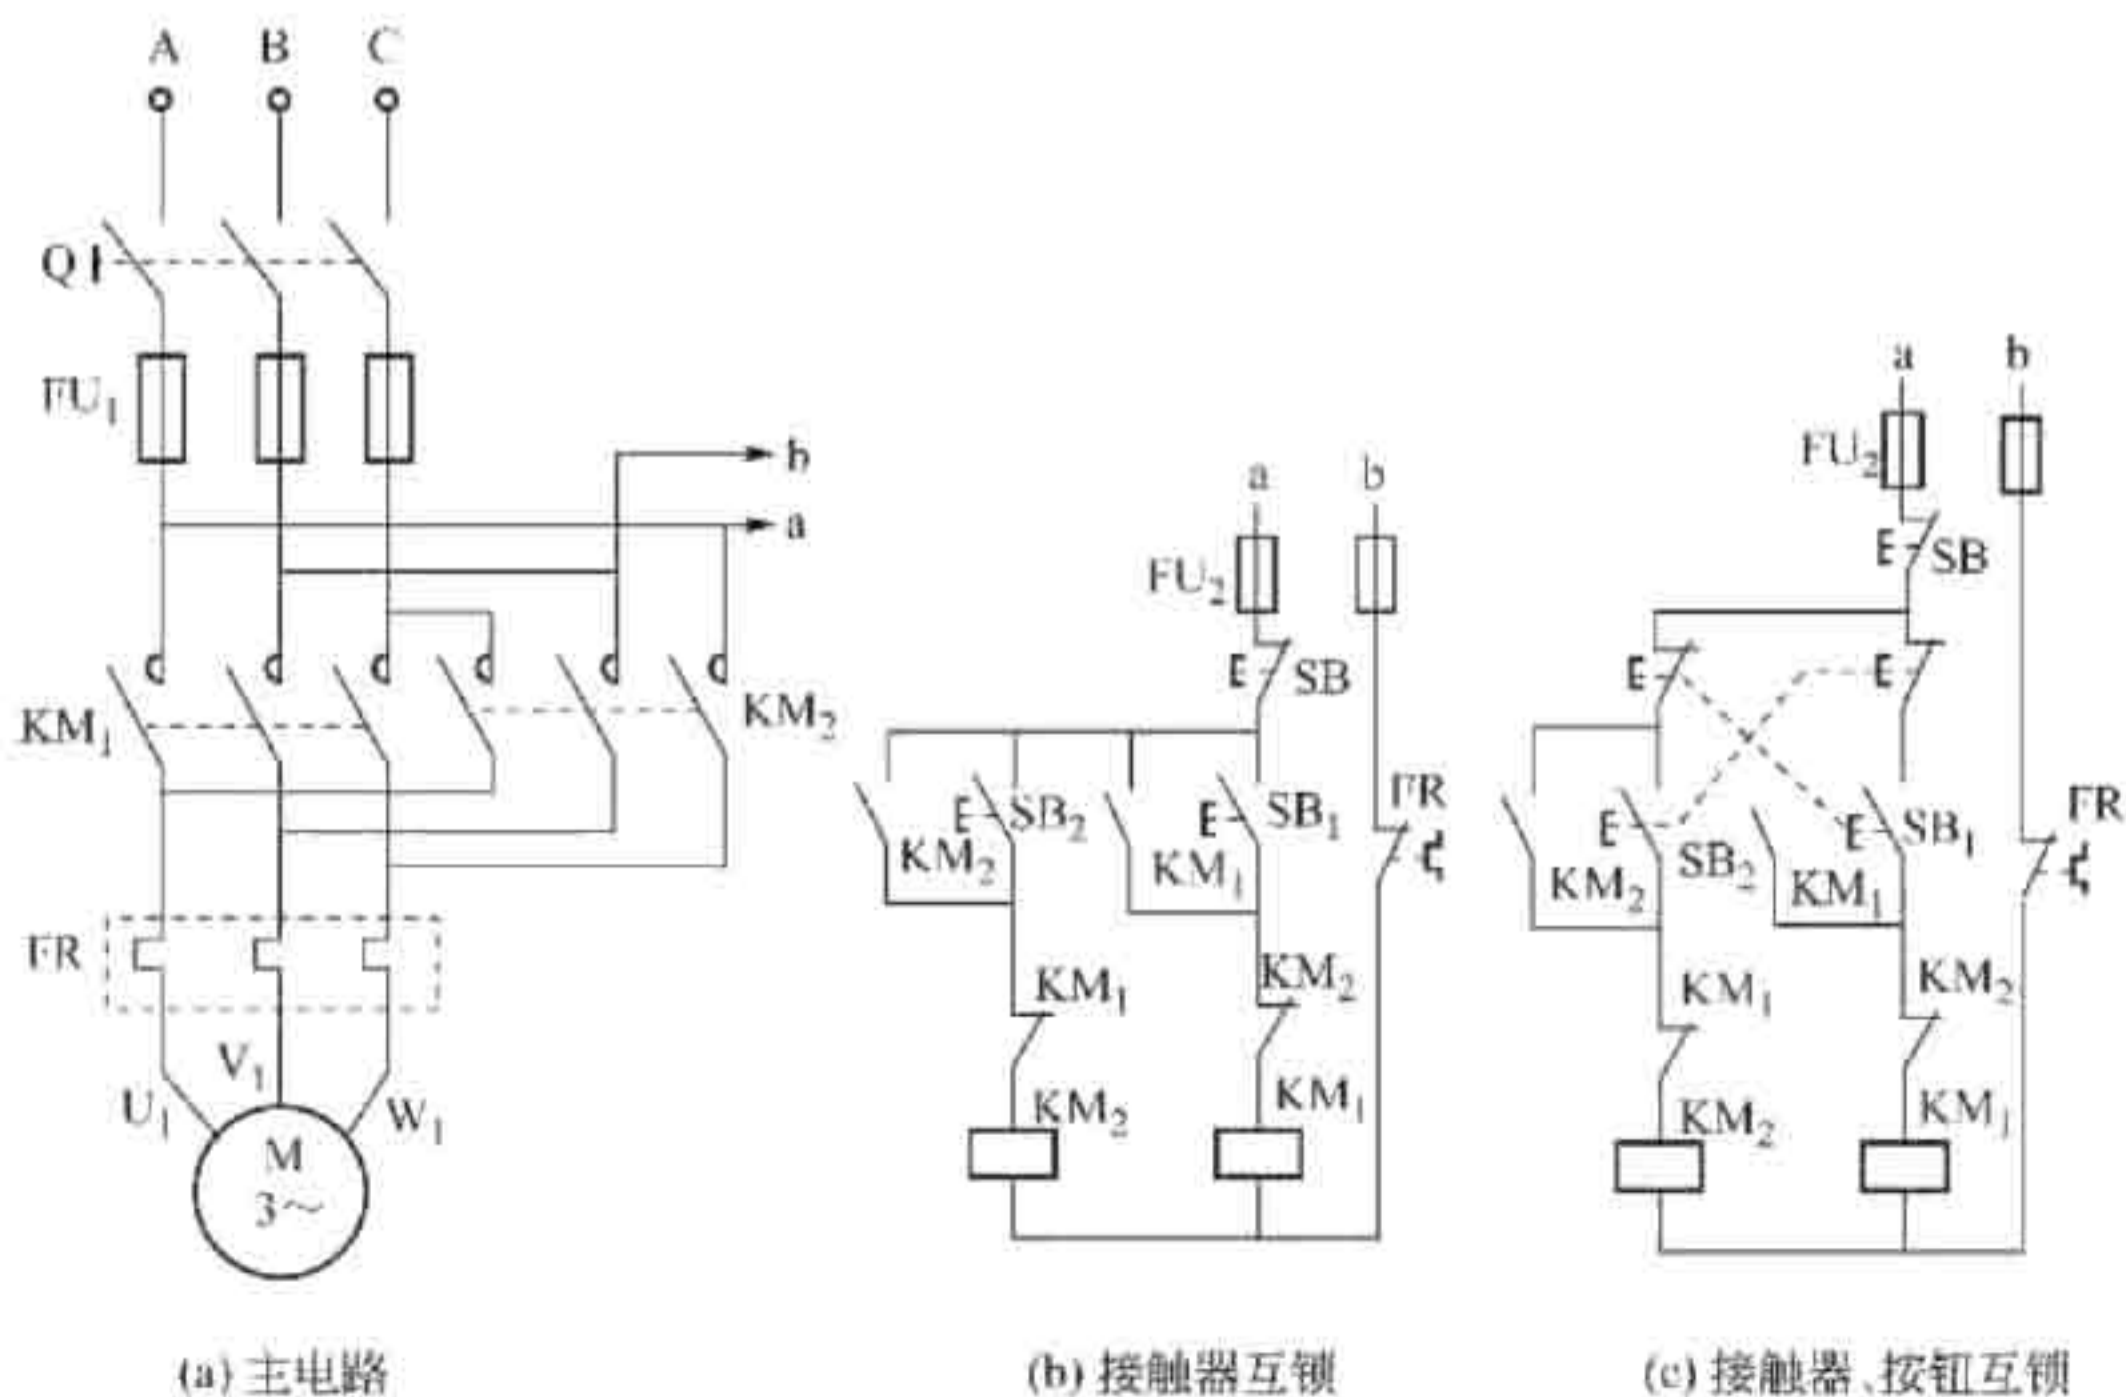 A B C
Q
FU₁
b
a
KM₁
KM₂
FR
U₁
V₁
W₁
M
3～
(a) 主电路
a b
FU₂
SB
KM₂
SB₂
KM₁
SB₁
FR
KM₁
KM₂
KM₂
KM₁
(b) 接触器互锁
a b
FU₂
SB
KM₂
SB₂
KM₁
SB₁
FR
KM₁
KM₂
KM₂
KM₁
(c) 接触器、按钮互锁